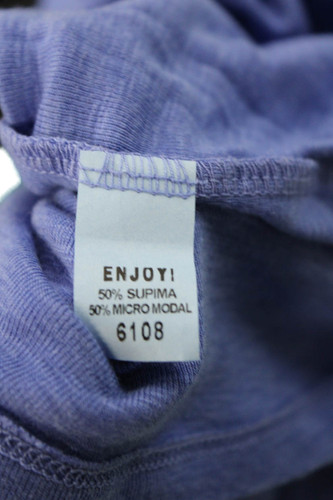 ENJOY!
50% SUPIMA
50% MICRO MODAL
6108